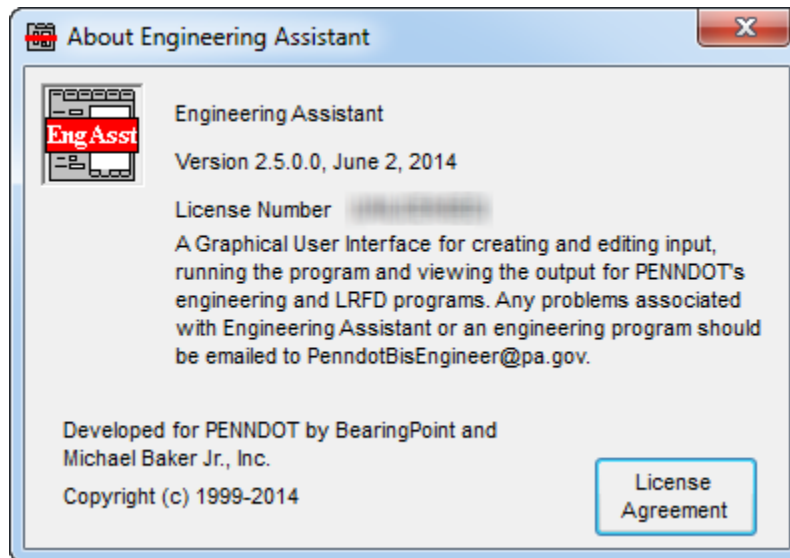 About Engineering Assistant
EngAsst
Engineering Assistant
Version 2.5.0.0, June 2, 2014
License Number
A Graphical User Interface for creating and editing input,
running the program and viewing the output for PENNDOT's
engineering and LRFD programs. Any problems associated
with Engineering Assistant or an engineering program should
be emailed to PenndotBisEngineer@pa.gov.
Developed for PENNDOT by BearingPoint and
Michael Baker Jr., Inc.
Copyright (c) 1999-2014
License
Agreement